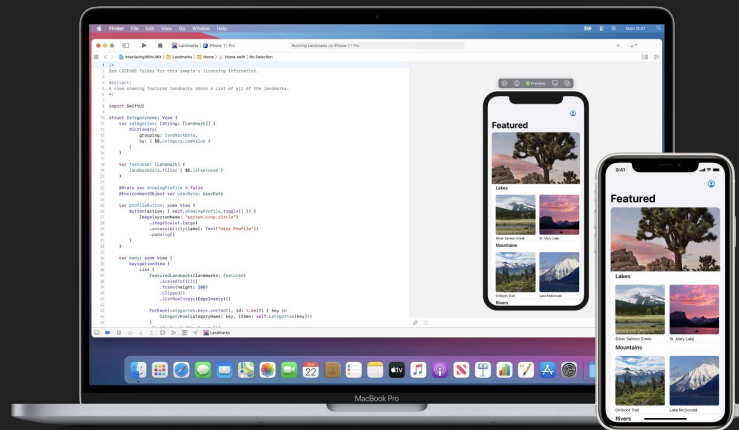 Finder File Edit View Go Window Help
Mon 9:41
Landmarks iPhone 11 Pro
Running Landmarks on iPhone 11 Pro
InterfacingWithUIKit Landmarks Home Home.swift No Selection
/*
See LICENSE folder for this sample's licensing information.
Abstract:
A view showing featured landmarks above a list of all of the landmarks.
*/
import SwiftUI
struct CategoryHome: View {
var categories: [String: [Landmark]] {
Dictionary(
grouping: landmarkData,
by: { $0.category.rawValue }
)
}
var featured: [Landmark] {
landmarkData.filter { $0.isFeatured }
}
@State var showingProfile = false
@EnvironmentObject var userData: UserData
var profileButton: some View {
Button(action: { self.showingProfile.toggle() }) {
Image(systemName: "person.crop.circle")
.imageScale(.large)
.accessibility(label: Text("User Profile"))
.padding()
}
}
var body: some View {
NavigationView {
List {
FeaturedLandmarks(landmarks: featured)
.scaledToFill()
.frame(height: 200)
.clipped()
.listRowInsets(EdgeInsets())
ForEach(categories.keys.sorted(), id: \.self) { key in
CategoryRow(categoryName: key, items: self.categories[key]!)
}
Landmarks
Preview
Featured
Lakes
Silver Salmon Creek St. Mary Lake
Mountains
Chilkoot Trail Lake McDonald
Rivers
22
tv
MacBook Pro
9:41
Featured
Lakes
Silver Salmon Creek St. Mary Lake
Mountains
Chilkoot Trail Lake McDonald
Rivers